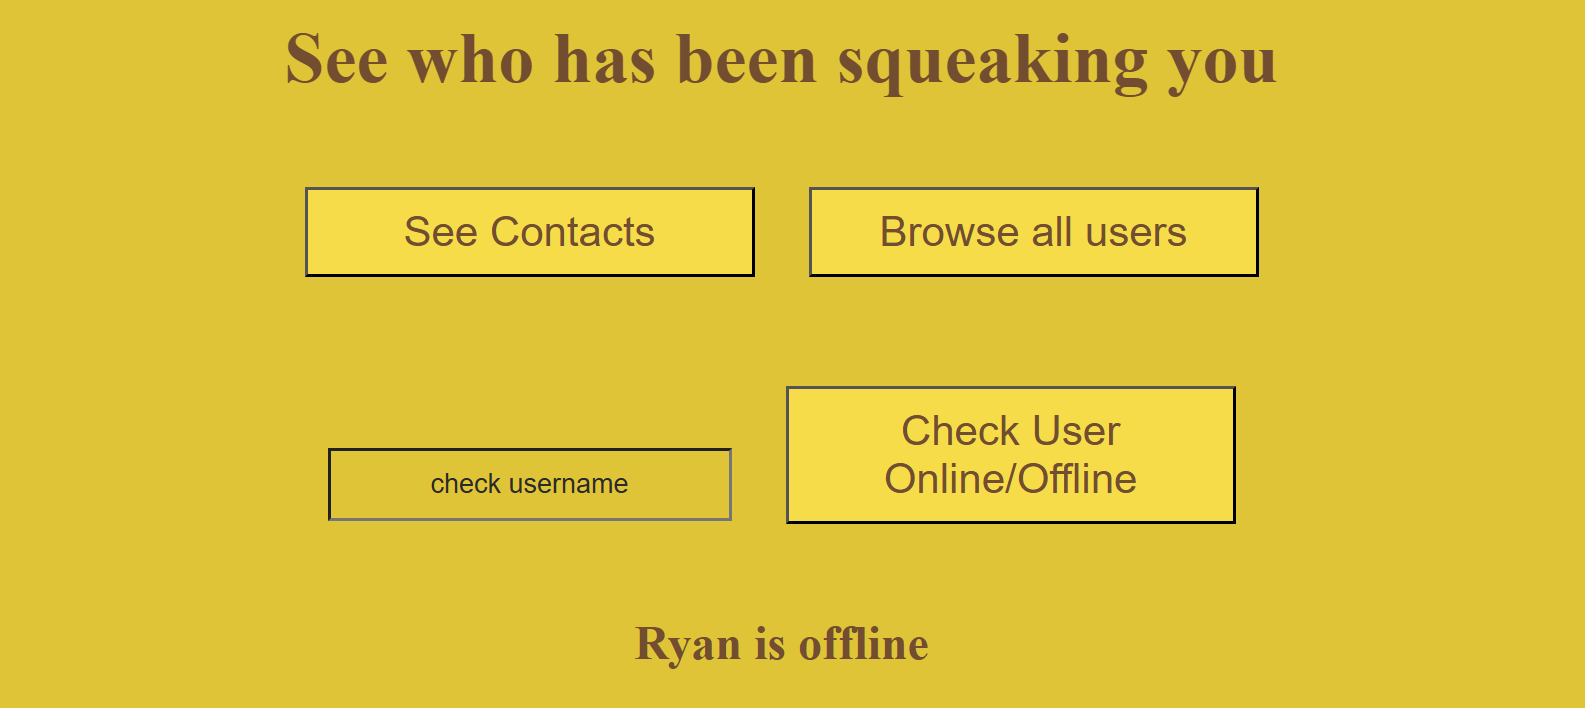 See who has been squeaking you
See Contacts
Browse all users
check username
Check User
Online/Offline
Ryan is offline